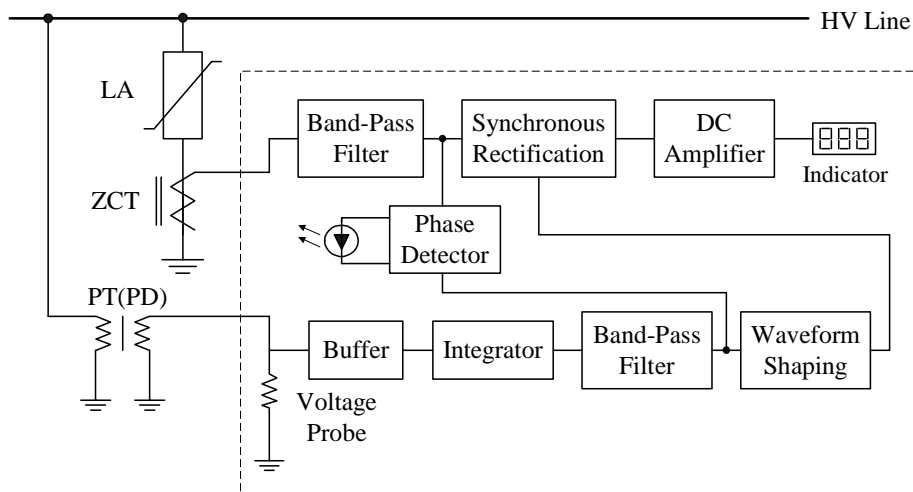 HV Line
LA
Band-Pass
Filter
Synchronous
Rectification
DC
Amplifier
Indicator
ZCT
Phase
Detector
PT(PD)
Buffer
Integrator
Band-Pass
Filter
Waveform
Shaping
Voltage
Probe